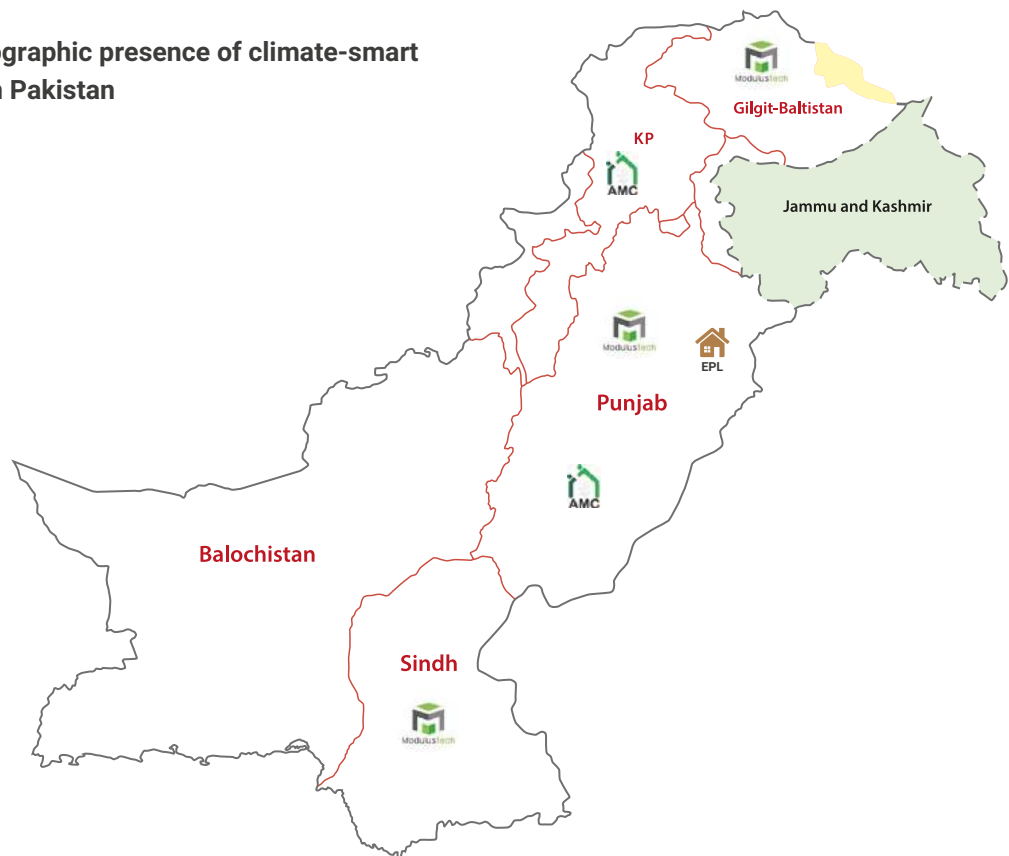 ographic presence of climate-smart
n Pakistan
ModulusTech
Gilgit-Baltistan
KP
AMC
Jammu and Kashmir
ModulusTech
EPL
Punjab
AMC
Balochistan
Sindh
ModulusTech